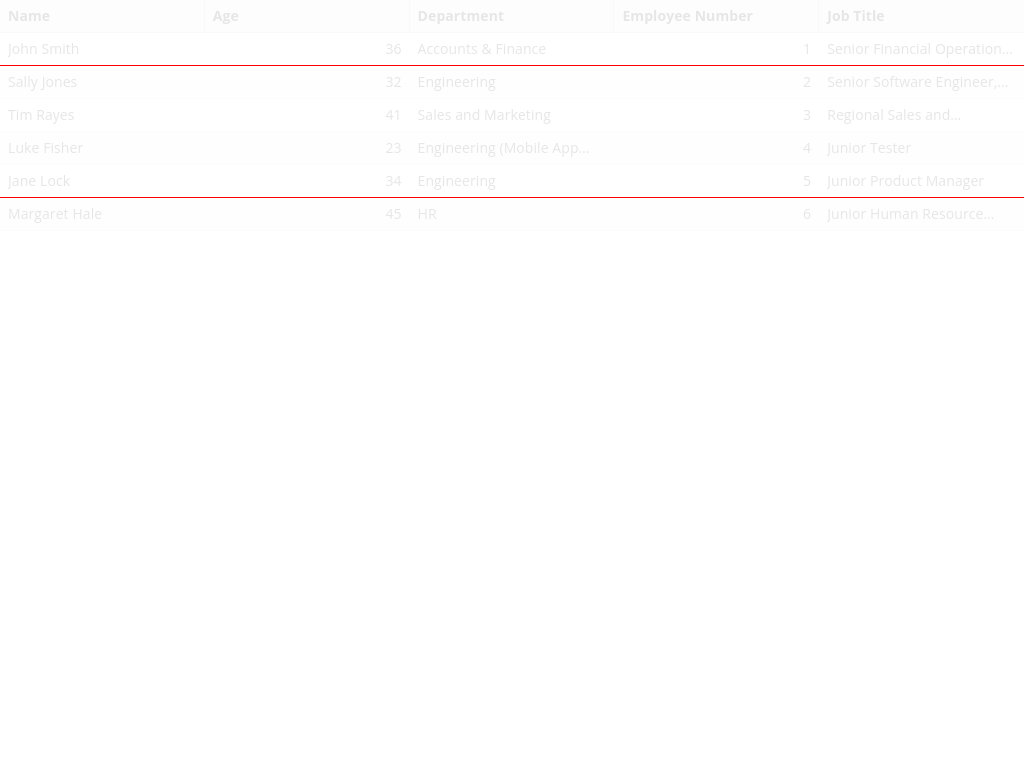 Name Age Department Employee Number Job Title
John Smith 36 Accounts & Finance 1 Senior Financial Operation...
Sally Jones 32 Engineering 2 Senior Software Engineer,...
Tim Rayes 41 Sales and Marketing 3 Regional Sales and...
Luke Fisher 23 Engineering (Mobile App... 4 Junior Tester
Jane Lock 34 Engineering 5 Junior Product Manager
Margaret Hale 45 HR 6 Junior Human Resource...